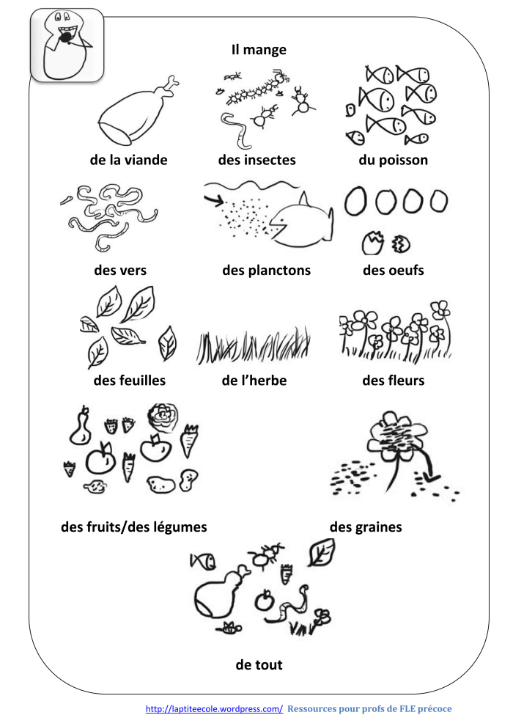 Il mange
de la viande
des insectes
du poisson
des vers
des planctons
des oeufs
des feuilles
de l'herbe
des fleurs
des fruits/des légumes
des graines
de tout
http://laptiteecole.wordpress.com/ Ressources pour profs de FLE précoce